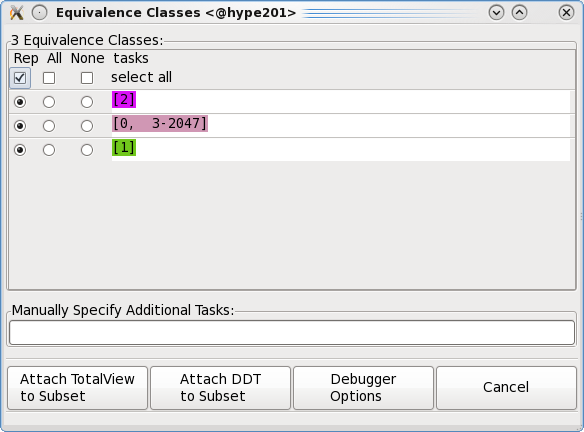 Equivalence Classes <@hype201>
3 Equivalence Classes:
Rep All None tasks
select all
[2]
[0, 3-2047]
[1]
Manually Specify Additional Tasks:
Attach TotalView
to Subset
Attach DDT
to Subset
Debugger
Options
Cancel